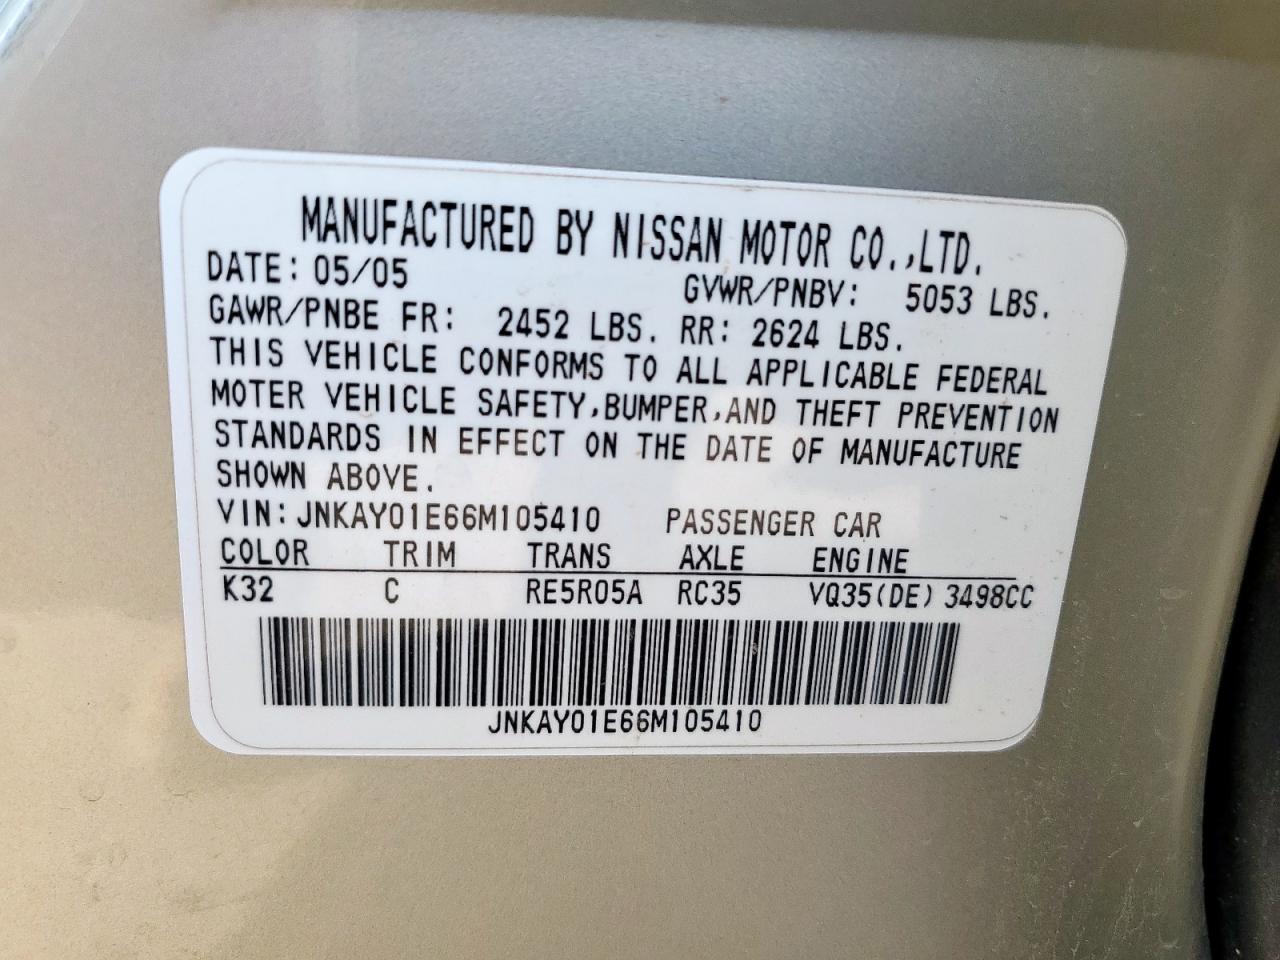 MANUFACTURED BY NISSAN MOTOR CO.,LTD.
DATE: 05/05 GVWR/PNBV: 5053 LBS.
GAWR/PNBE FR: 2452 LBS. RR: 2624 LBS.
THIS VEHICLE CONFORMS TO ALL APPLICABLE FEDERAL
MOTER VEHICLE SAFETY,BUMPER,AND THEFT PREVENTION
STANDARDS IN EFFECT ON THE DATE OF MANUFACTURE
SHOWN ABOVE.
VIN: JNKAY01E66M105410 PASSENGER CAR
COLOR TRIM TRANS AXLE ENGINE
K32 C RE5R05A RC35 VQ35(DE) 3498CC
JNKAY01E66M105410